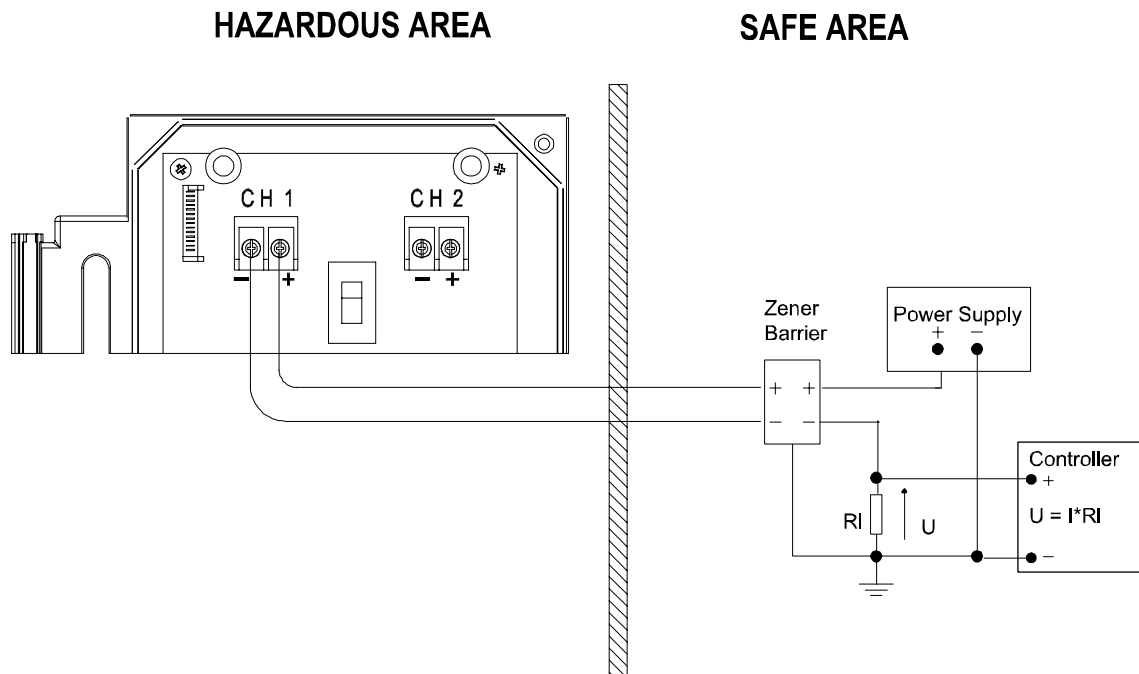 HAZARDOUS AREA
SAFE AREA
CH 1
CH 2
− +
− +
Zener
Barrier
Power Supply
+ −
+ +
− −
Controller
+
U = I*RI
−
RI
U